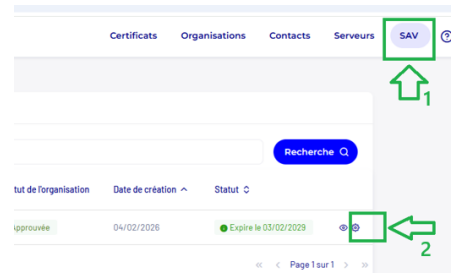 Certificats Organisations Contacts Serveurs SAV
1
Recherche
tut de l'organisation Date de création Statut
Approuvée 04/02/2026 Expire le 03/02/2029
2
Page 1 sur 1